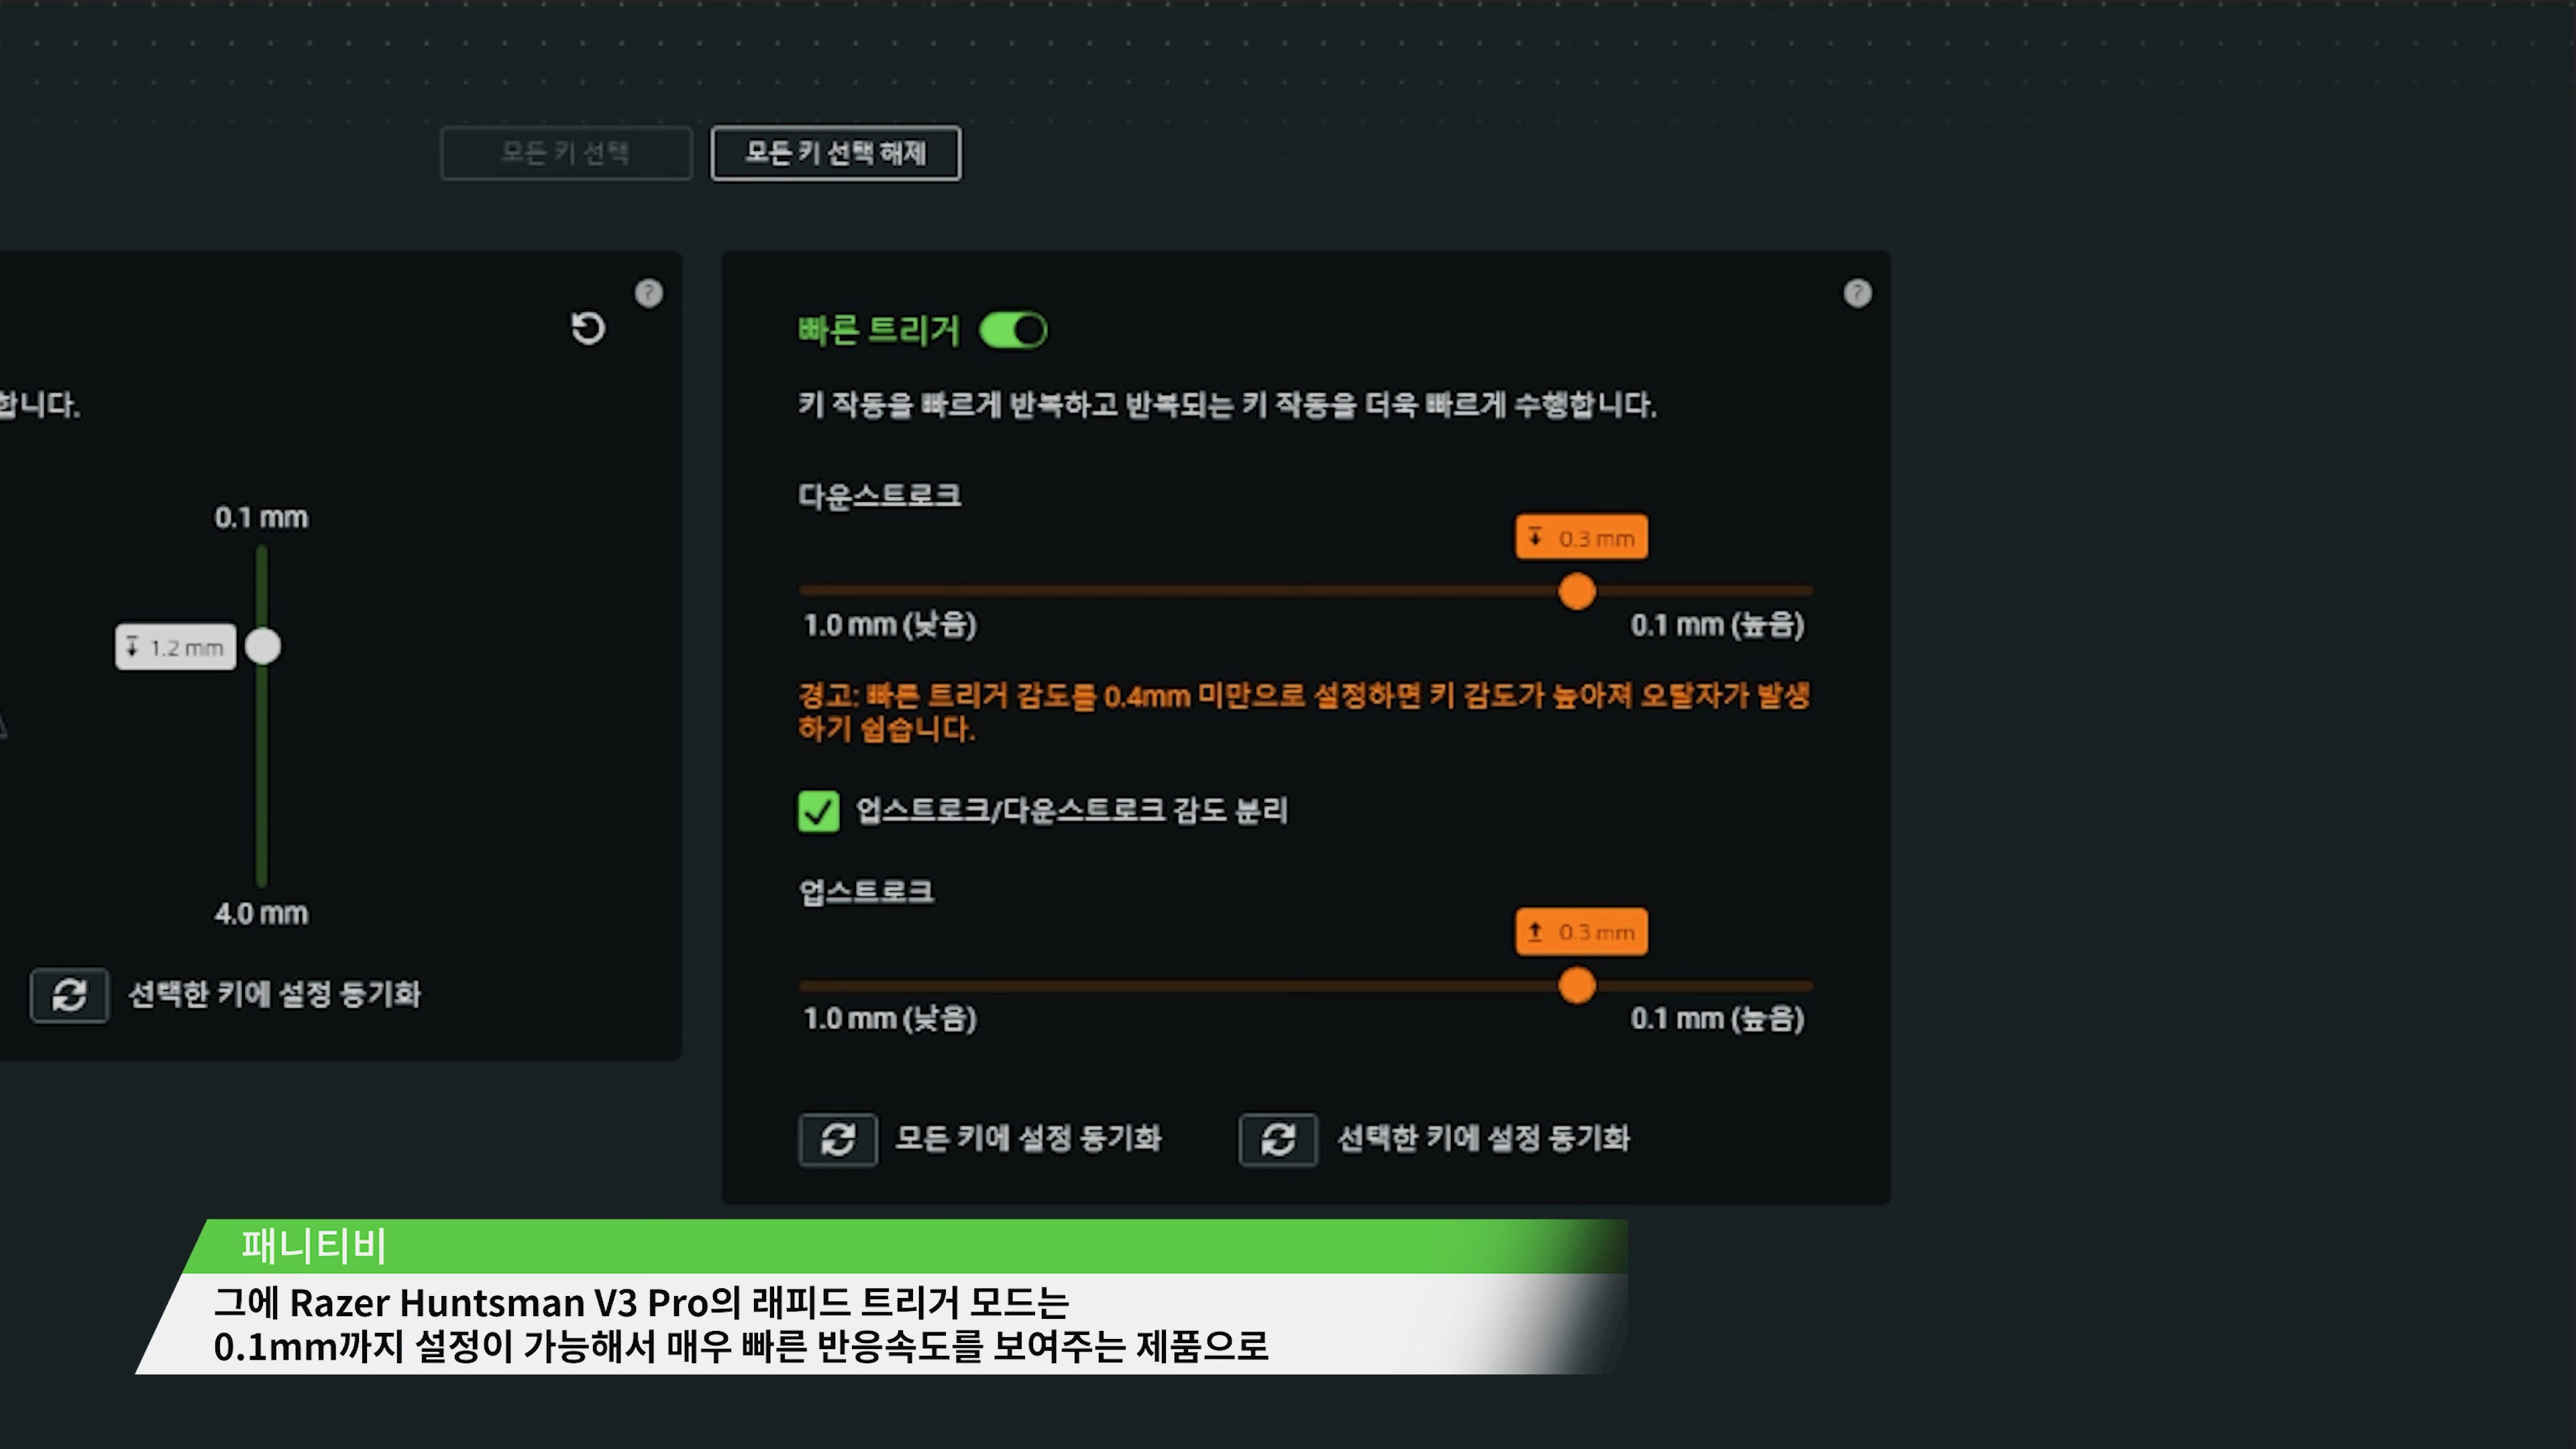 모든 키 선택
모든 키 선택 해제
합니다.
0.1 mm
1.2 mm
4.0 mm
선택한 키에 설정 동기화
빠른 트리거
키 작동을 빠르게 반복하고 반복되는 키 작동을 더욱 빠르게 수행합니다.
다운스트로크
0.3 mm
1.0 mm (낮음)
0.1 mm (높음)
경고: 빠른 트리거 감도를 0.4mm 미만으로 설정하면 키 감도가 높아져 오탈자가 발생
하기 쉽습니다.
업스트로크/다운스트로크 감도 분리
업스트로크
0.3 mm
1.0 mm (낮음)
0.1 mm (높음)
모든 키에 설정 동기화
선택한 키에 설정 동기화
패니티비
그에 Razer Huntsman V3 Pro의 래피드 트리거 모드는
0.1mm까지 설정이 가능해서 매우 빠른 반응속도를 보여주는 제품으로